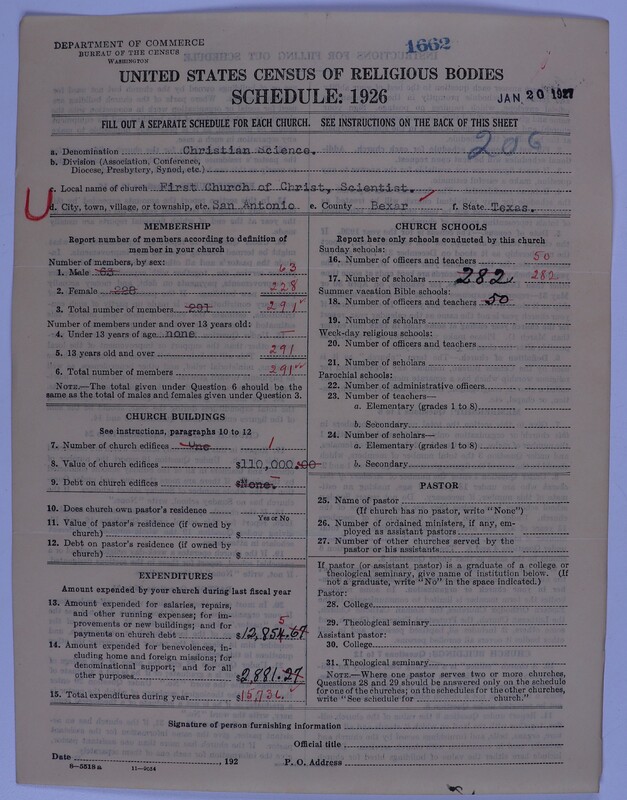 DEPARTMENT OF COMMERCE
BUREAU OF THE CENSUS
WASHINGTON
1662
UNITED STATES CENSUS OF RELIGIOUS BODIES
SCHEDULE: 1926
JAN 20 1927
FILL OUT A SEPARATE SCHEDULE FOR EACH CHURCH. SEE INSTRUCTIONS ON THE BACK OF THIS SHEET
206
a. Denomination Christian Science.
b. Division (Association, Conference,
Diocese, Presbytery, Synod, etc.)
c. Local name of church First Church of Christ, Scientist.
d. City, town, village, or township, etc. San Antonio e. County Bexar f. State Texas.
MEMBERSHIP
Report number of members according to definition of
member in your church
Number of members, by sex:
1. Male 63 63
2. Female 228 228
3. Total number of members 291 291
Number of members under and over 13 years old:
4. Under 13 years of age none —
5. 13 years old and over 291
6. Total number of members 291
NOTE.—The total given under Question 6 should be
same as the total of males and females given under Question 3.
CHURCH BUILDINGS
See instructions, paragraphs 10 to 12
7. Number of church edifices One 1
8. Value of church edifices $110,000.00
9. Debt on church edifices $None.
10. Does church own pastor's residence
Yes or No
11. Value of pastor's residence (if owned by
church) $
12. Debt on pastor's residence (if owned by
church) $
EXPENDITURES
Amount expended by your church during last fiscal year
13. Amount expended for salaries, repairs,
and other running expenses; for im-
provements or new buildings; and for
payments on church debt $12,854.67
5
14. Amount expended for benevolences, in-
cluding home and foreign missions; for
denominational support; and for all
other purposes $2,881.27
15. Total expenditures during year $15,736.
CHURCH SCHOOLS
Report here only schools conducted by this church
Sunday schools:
16. Number of officers and teachers 50
17. Number of scholars 282 282
Summer vacation Bible schools:
18. Number of officers and teachers 50
19. Number of scholars
Week-day religious schools:
20. Number of officers and teachers
21. Number of scholars
Parochial schools:
22. Number of administrative officers
23. Number of teachers—
a. Elementary (grades 1 to 8)
b. Secondary
24. Number of scholars—
a. Elementary (grades 1 to 8)
b. Secondary
PASTOR
25. Name of pastor
(If church has no pastor, write "None")
26. Number of ordained ministers, if any, em-
ployed as assistant pastors
27. Number of other churches served by the
pastor or his assistants
If pastor (or assistant pastor) is a graduate of a college or
theological seminary, give name of institution below. (If
not a graduate, write "No" in the space indicated.)
Pastor:
28. College
29. Theological seminary
Assistant pastor:
30. College
31. Theological seminary
NOTE.—Where one pastor serves two or more churches,
Questions 28 and 29 should be answered only on the schedule
for one of the churches; on the schedules for the other churches,
write "See schedule for church."
Signature of person furnishing information
Official title
Date , 192 P. O. Address
8—5518 a 11—9034